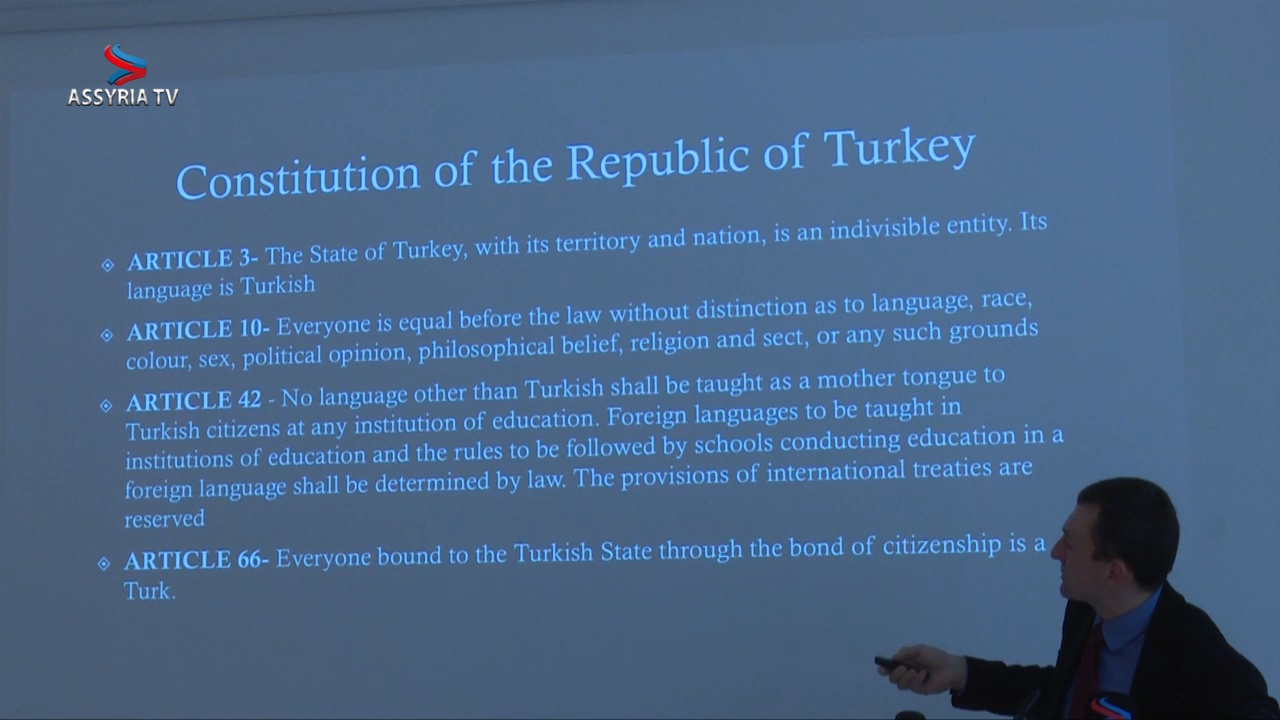 ASSYRIA TV
Constitution of the Republic of Turkey
ARTICLE 3- The State of Turkey, with its territory and nation, is an indivisible entity. Its
language is Turkish
ARTICLE 10- Everyone is equal before the law without distinction as to language, race,
colour, sex, political opinion, philosophical belief, religion and sect, or any such grounds
ARTICLE 42 - No language other than Turkish shall be taught as a mother tongue to
Turkish citizens at any institution of education. Foreign languages to be taught in
institutions of education and the rules to be followed by schools conducting education in a
foreign language shall be determined by law. The provisions of international treaties are
reserved
ARTICLE 66- Everyone bound to the Turkish State through the bond of citizenship is a
Turk.